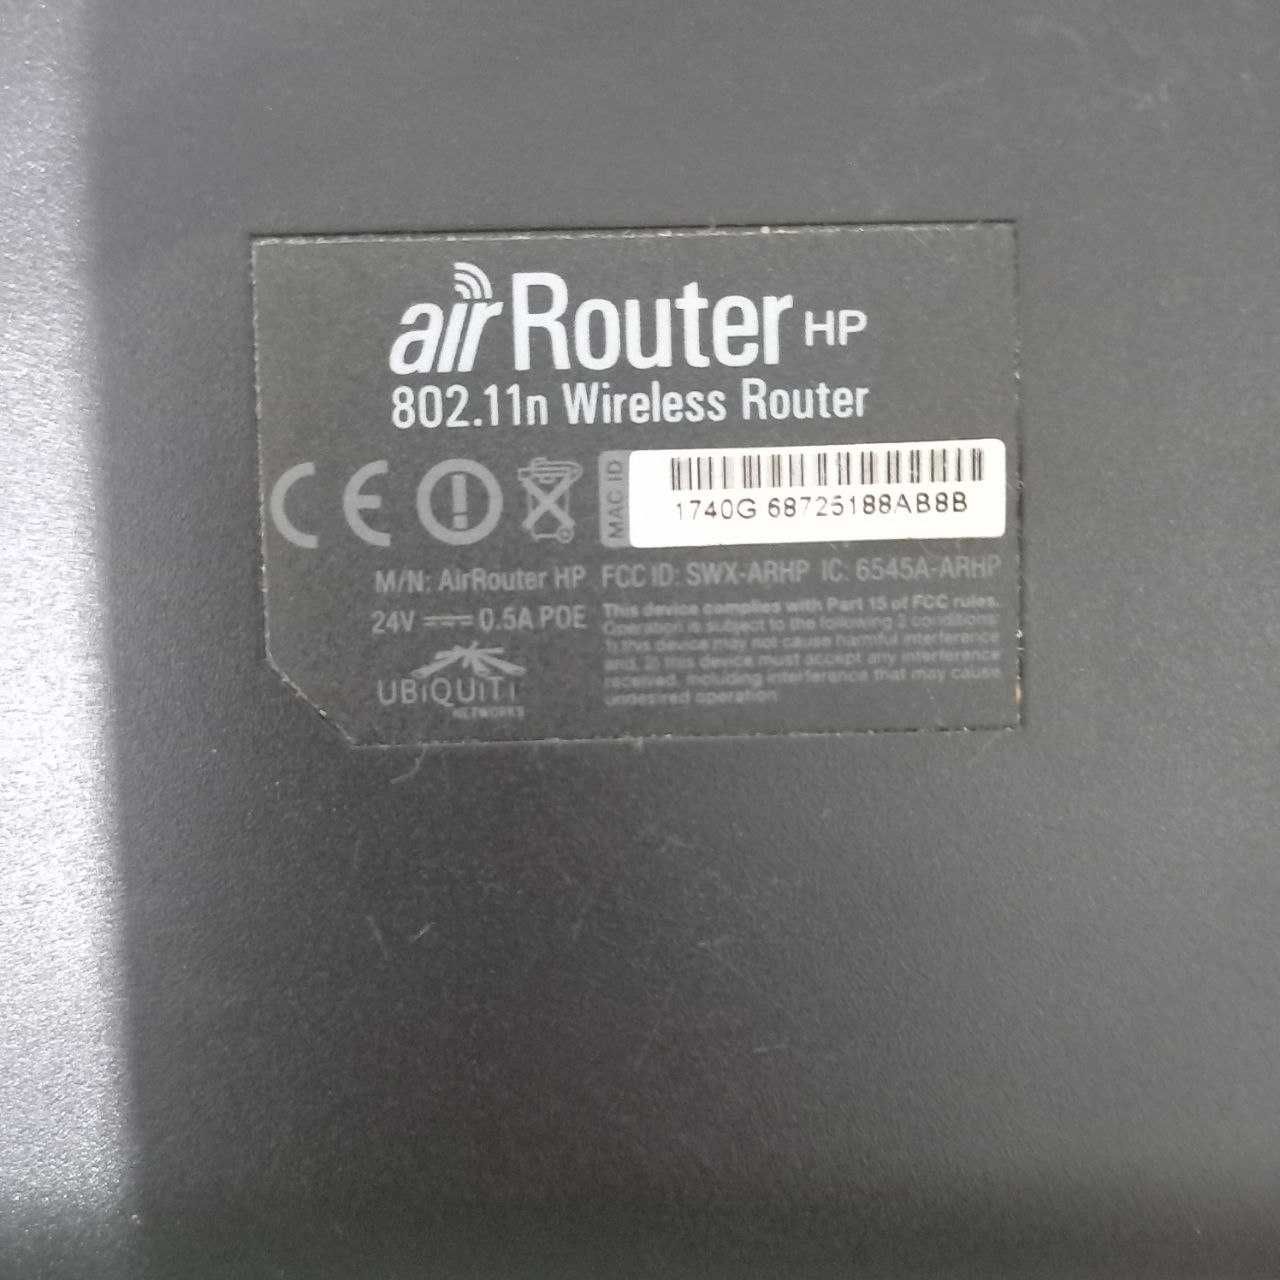 airRouter HP
802.11n Wireless Router
CE
MAC ID
1740G 68725188AB8B
M/N: AirRouter HP FCC ID: SWX-ARHP IC: 6545A-ARHP
24V 0.5A POE
This device complies with Part 15 of FCC rules.
Operation is subject to the following 2 conditions:
1) this device may not cause harmful interference
and, 2) this device must accept any interference
received, including interference that may cause
undesired operation
UBiQUiTi
NETWORKS